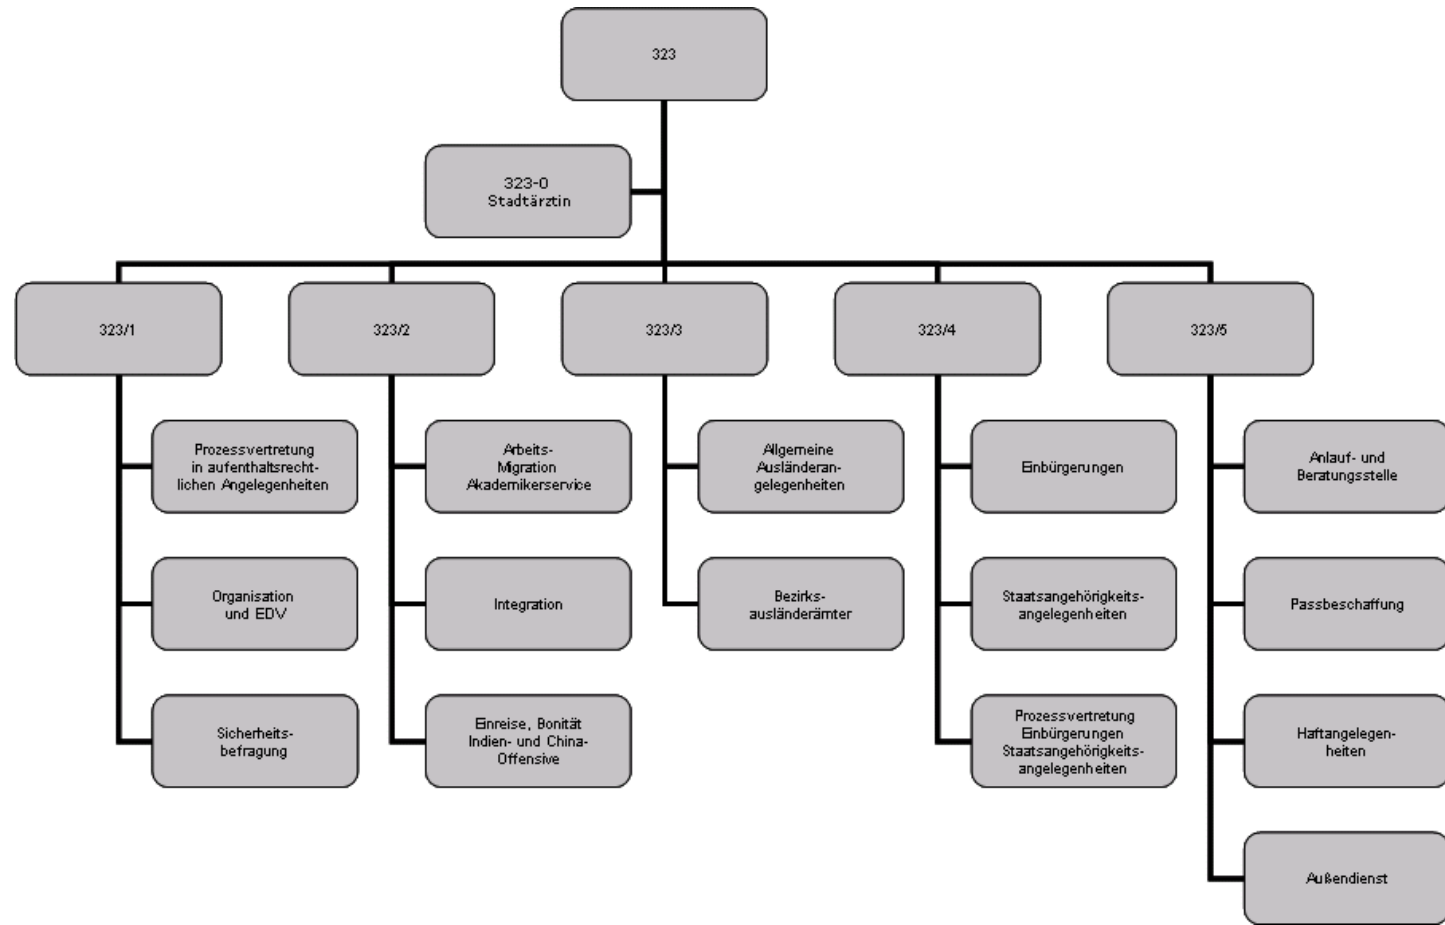 323
323-0
Stadtärztin
323/1
323/2
323/3
323/4
323/5
Prozessvertretung
in aufenthaltsrecht-
lichen Angelegenheiten
Arbeits-
Migration
Akademikerservice
Allgemeine
Ausländeran-
gelegenheiten
Einbürgerungen
Anlauf- und
Beratungsstelle
Organisation
und EDV
Integration
Bezirks-
ausländerämter
Staatsangehörigkeits-
angelegenheiten
Passbeschaffung
Sicherheits-
befragung
Einreise, Bonität
Indien- und China-
Offensive
Prozessvertretung
Einbürgerungen
Staatsangehörigkeits-
angelegenheiten
Haftangelegen-
heiten
Außendienst